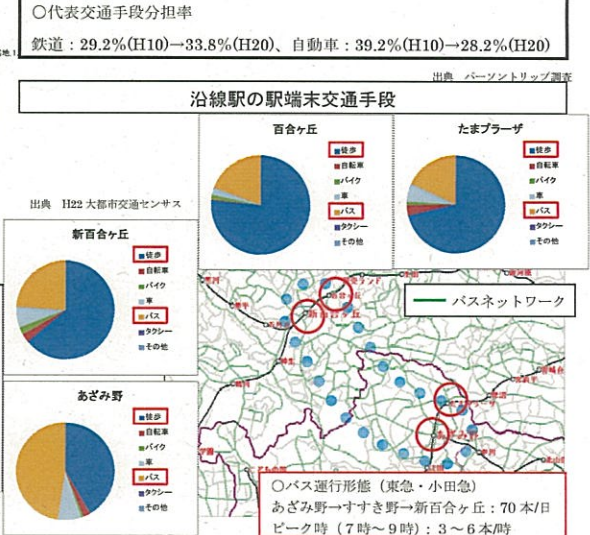 ○代表交通手段分担率
鉄道：29.2%(H10)→33.8%(H20)、自動車：39.2%(H10)→28.2%(H20)
出典 パーソントリップ調査
沿線駅の駅端末交通手段
百合ヶ丘
徒歩
自転車
バイク
車
バス
タクシー
その他
たまプラーザ
徒歩
自転車
バイク
車
バス
タクシー
その他
出典 H22 大都市交通センサス
新百合ヶ丘
徒歩
自転車
バイク
車
バス
タクシー
その他
バスネットワーク
新百合ヶ丘
あざみ野
徒歩
自転車
バイク
車
バス
タクシー
その他
○バス運行形態（東急・小田急）
あざみ野→すすき野→新百合ヶ丘：70 本/日
ピーク時（7時～9時）：3～6本/時